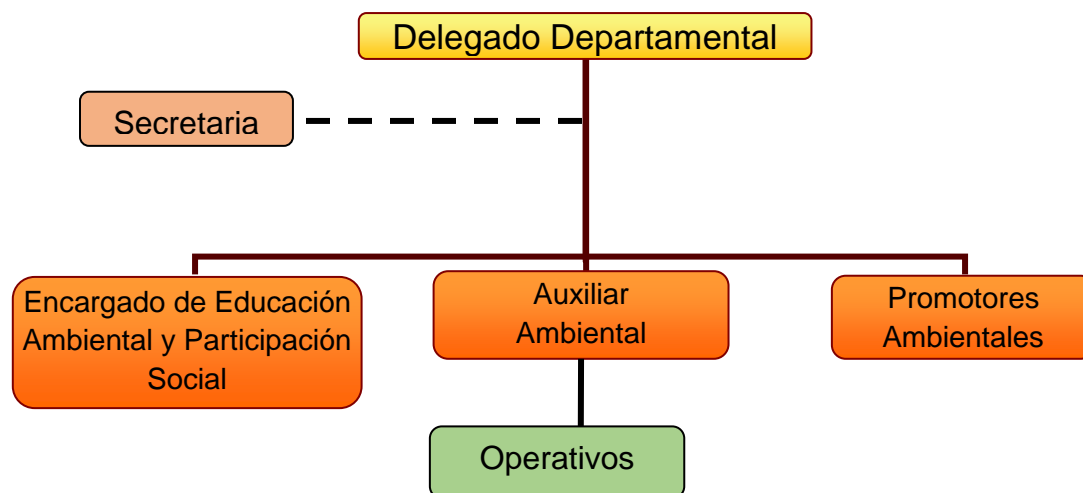 Delegado Departamental
Secretaria
Encargado de Educación
Ambiental y Participación
Social
Auxiliar
Ambiental
Promotores
Ambientales
Operativos